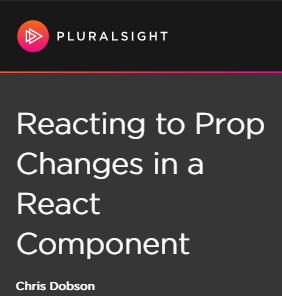 PLURALSIGHT
Reacting to Prop
Changes in a
React
Component
Chris Dobson